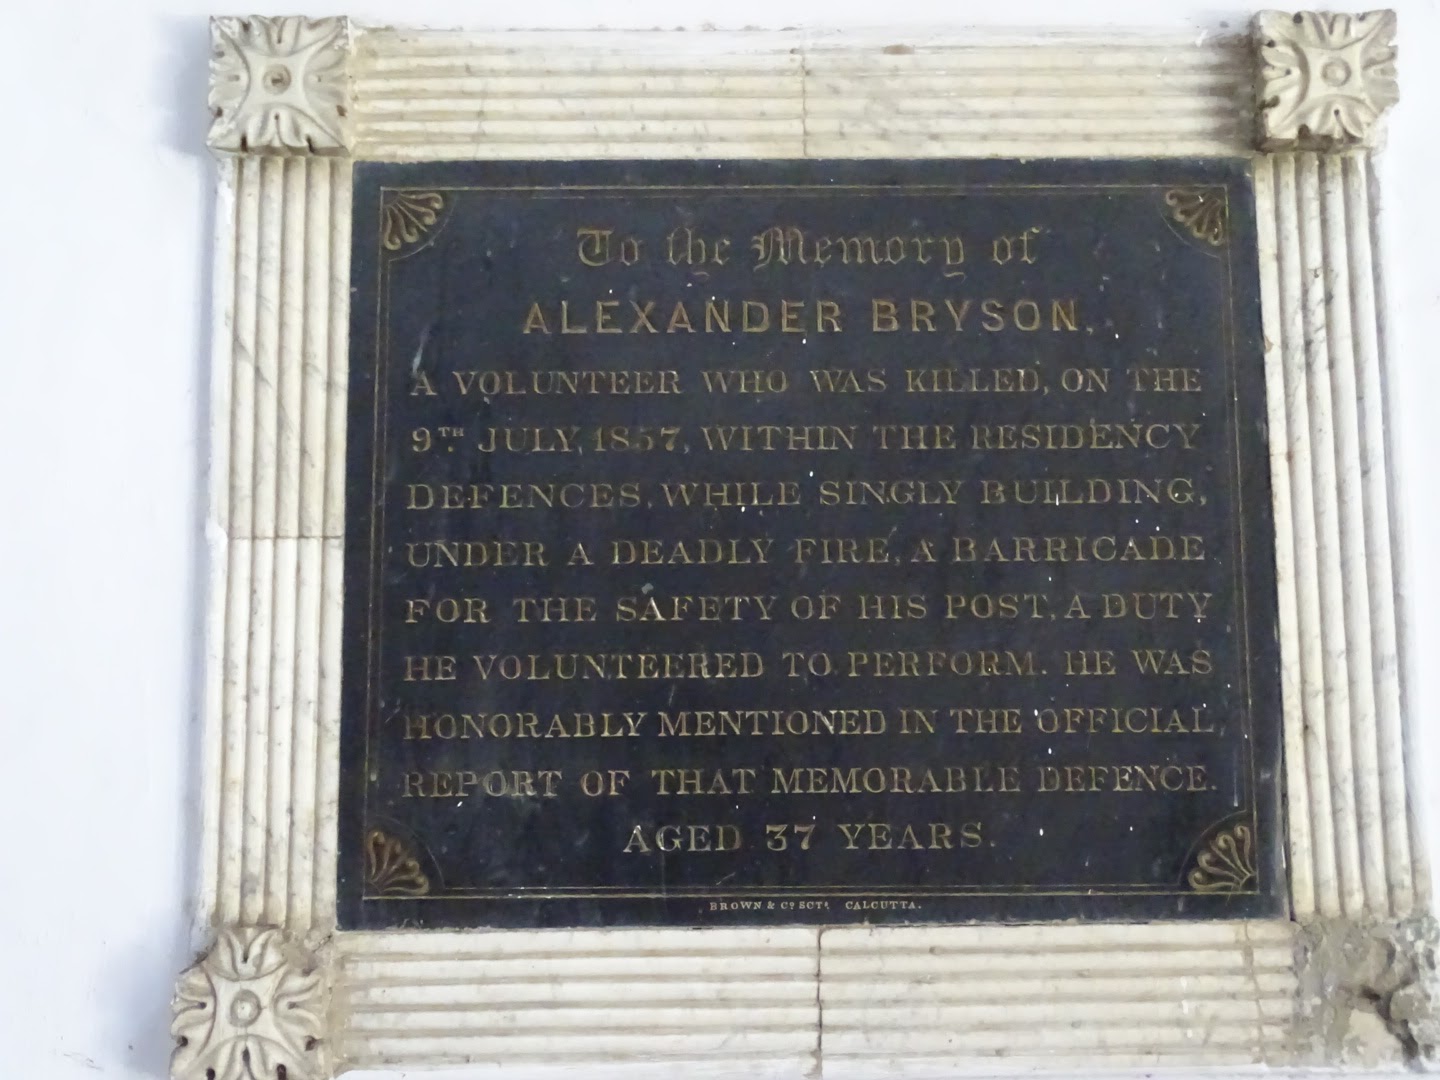 To the Memory of
ALEXANDER BRYSON,
A VOLUNTEER WHO WAS KILLED, ON THE
9TH JULY, 1857, WITHIN THE RESIDENCY
DEFENCES, WHILE SINGLY BUILDING,
UNDER A DEADLY FIRE, A BARRICADE
FOR THE SAFETY OF HIS POST, A DUTY
HE VOLUNTEERED TO PERFORM. HE WAS
HONORABLY MENTIONED IN THE OFFICIAL,
REPORT OF THAT MEMORABLE DEFENCE.
AGED 37 YEARS.
BROWN & Co. SCT. CALCUTTA.